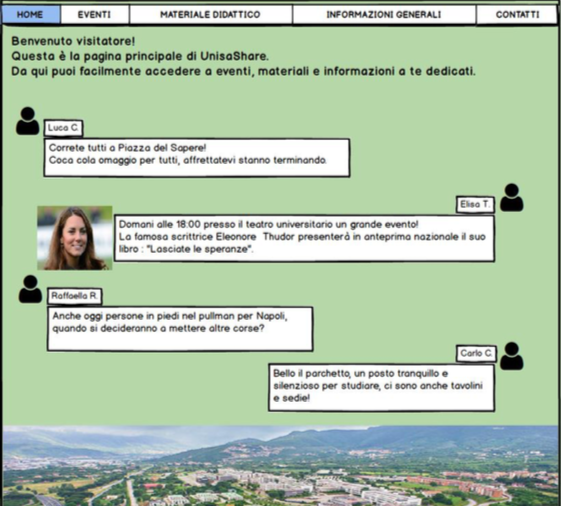 HOME EVENTI MATERIALE DIDATTICO INFORMAZIONI GENERALI CONTATTI
Benvenuto visitatore!
Questa è la pagina principale di UnisaShare.
Da qui puoi facilmente accedere a eventi, materiali e informazioni a te dedicati.
Luca C.
Correte tutti a Piazza del Sapere!
Coca cola omaggio per tutti, affrettatevi stanno terminando.
Elisa T.
Domani alle 18:00 presso il teatro universitario un grande evento!
La famosa scrittrice Eleonore Thudor presenterà in anteprima nazionale il suo
libro : "Lasciate le speranze".
Raffaella R.
Anche oggi persone in piedi nel pullman per Napoli,
quando si decideranno a mettere altre corse?
Carlo C.
Bello il parchetto, un posto tranquillo e
silenzioso per studiare, ci sono anche tavolini
e sedie!